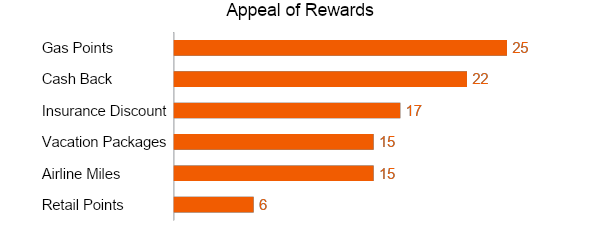 Appeal of Rewards
Gas Points 25
Cash Back 22
Insurance Discount 17
Vacation Packages 15
Airline Miles 15
Retail Points 6